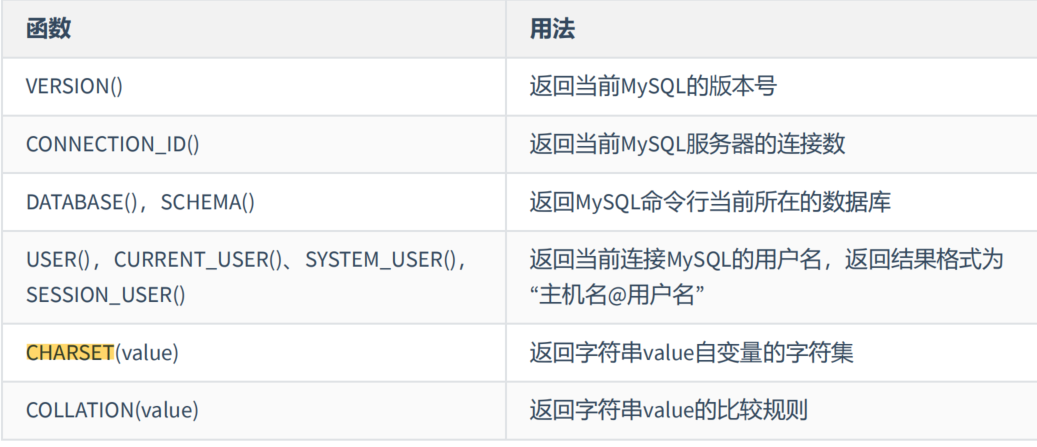 函数 用法
VERSION() 返回当前MySQL的版本号
CONNECTION_ID() 返回当前MySQL服务器的连接数
DATABASE()，SCHEMA() 返回MySQL命令行当前所在的数据库
USER()，CURRENT_USER()、SYSTEM_USER()，
SESSION_USER()
返回当前连接MySQL的用户名，返回结果格式为
“主机名@用户名”
CHARSET(value) 返回字符串value自变量的字符集
COLLATION(value) 返回字符串value的比较规则